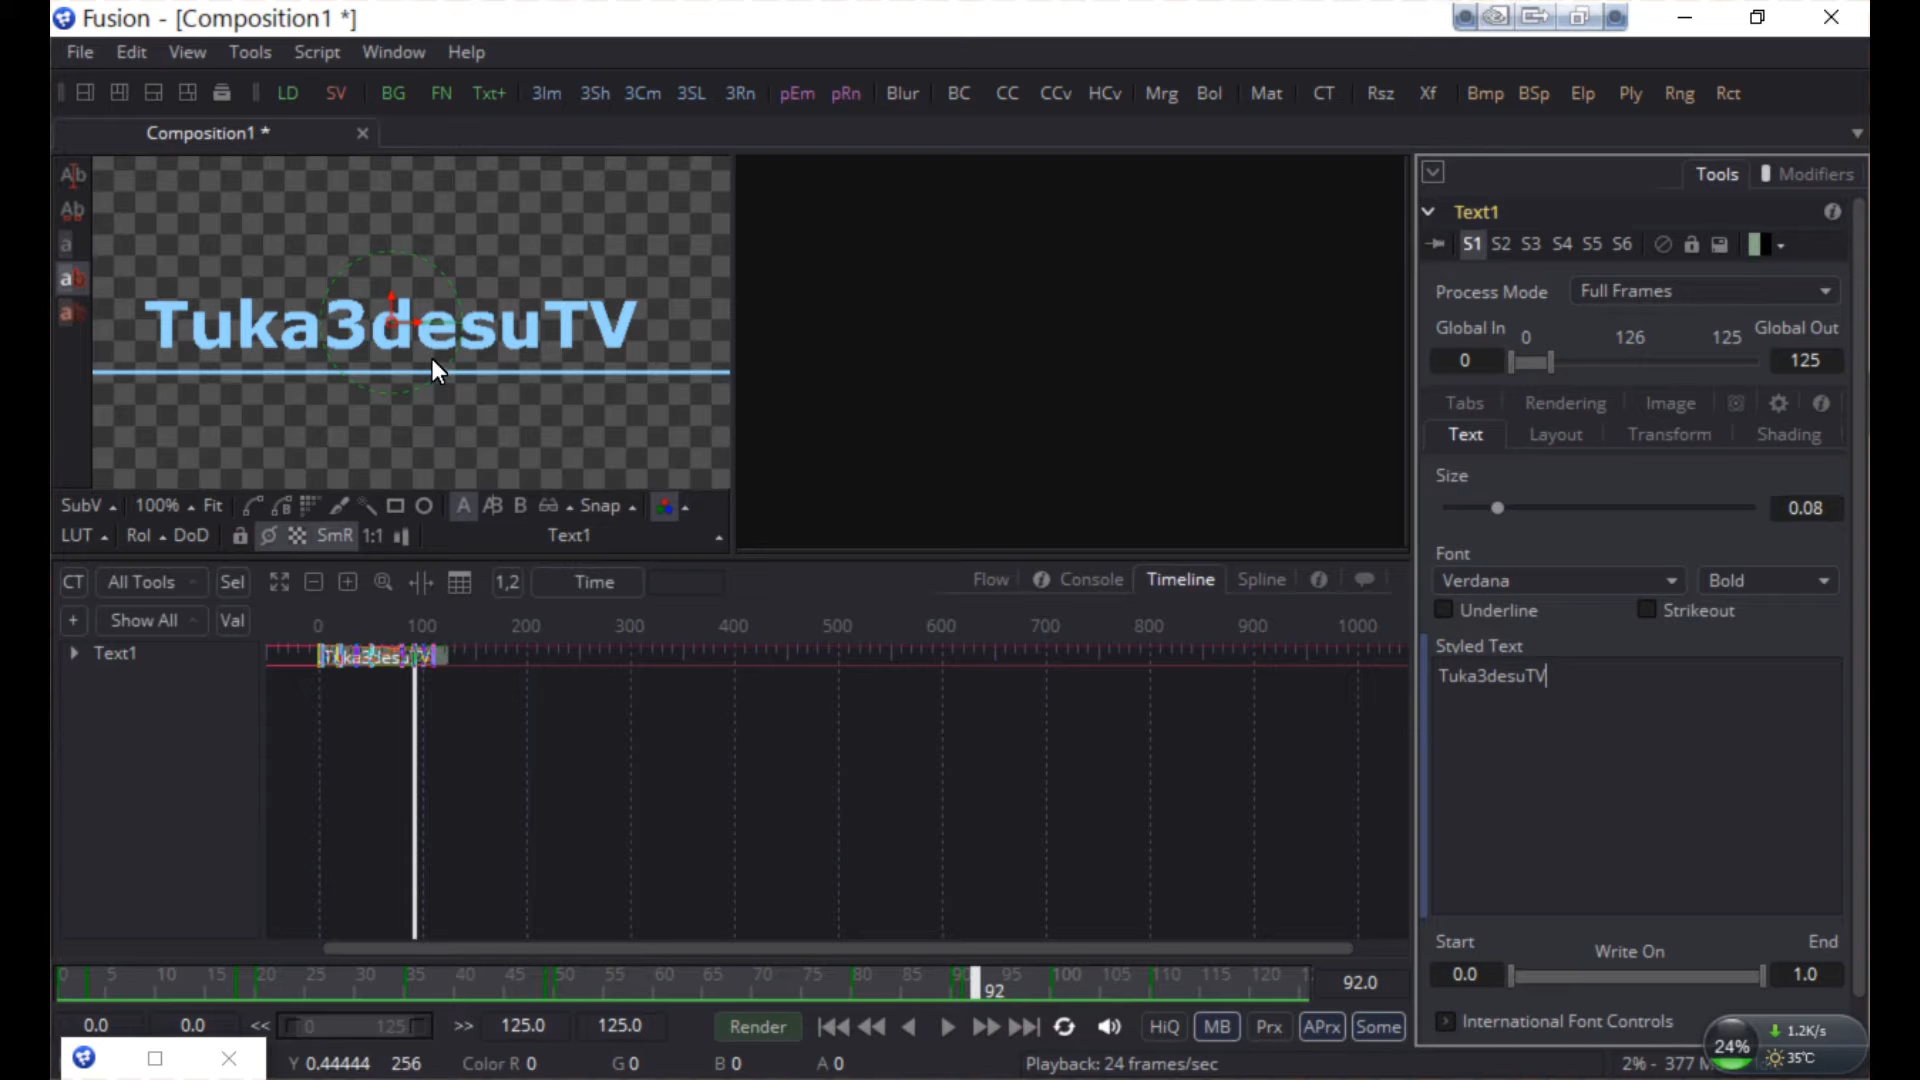 Fusion - [Composition1 *]
File Edit View Tools Script Window Help
LD SV BG FN Txt+ 3Im 3Sh 3Cm 3SL 3Rn pEm pRn Blur BC CC CCv HCv Mrg Bol Mat CT Rsz Xf Bmp BSp Elp Ply Rng Rct
Composition1 *
Tools Modifiers
Text1
S1 S2 S3 S4 S5 S6
Process Mode Full Frames
Global In 0 126 125 Global Out
0 125
Tabs Rendering Image
Text Layout Transform Shading
Size
0.08
Font
Verdana Bold
Underline Strikeout
Styled Text
Tuka3desuTV
Start Write On End
0.0 1.0
International Font Controls
Ab
Ab
a
ab
a
Tuka3desuTV
SubV 100% Fit A A B B Snap
LUT RoI DoD SmR 1:1 Text1
CT All Tools Sel 1,2 Time Flow Console Timeline Spline
+ Show All Val 0 100 200 300 400 500 600 700 800 900 1000
Text1 Tuka3desuTV
0 5 10 15 20 25 30 35 40 45 50 55 60 65 70 75 80 85 90 95 100 105 110 115 120
92 92.0
0.0 0.0 << 0 125 >> 125.0 125.0 Render HiQ MB Prx APrx Some
Y 0.44444 256 Color R 0 G 0 B 0 A 0 Playback: 24 frames/sec 2% - 377 M
24% 1.2K/s
35℃